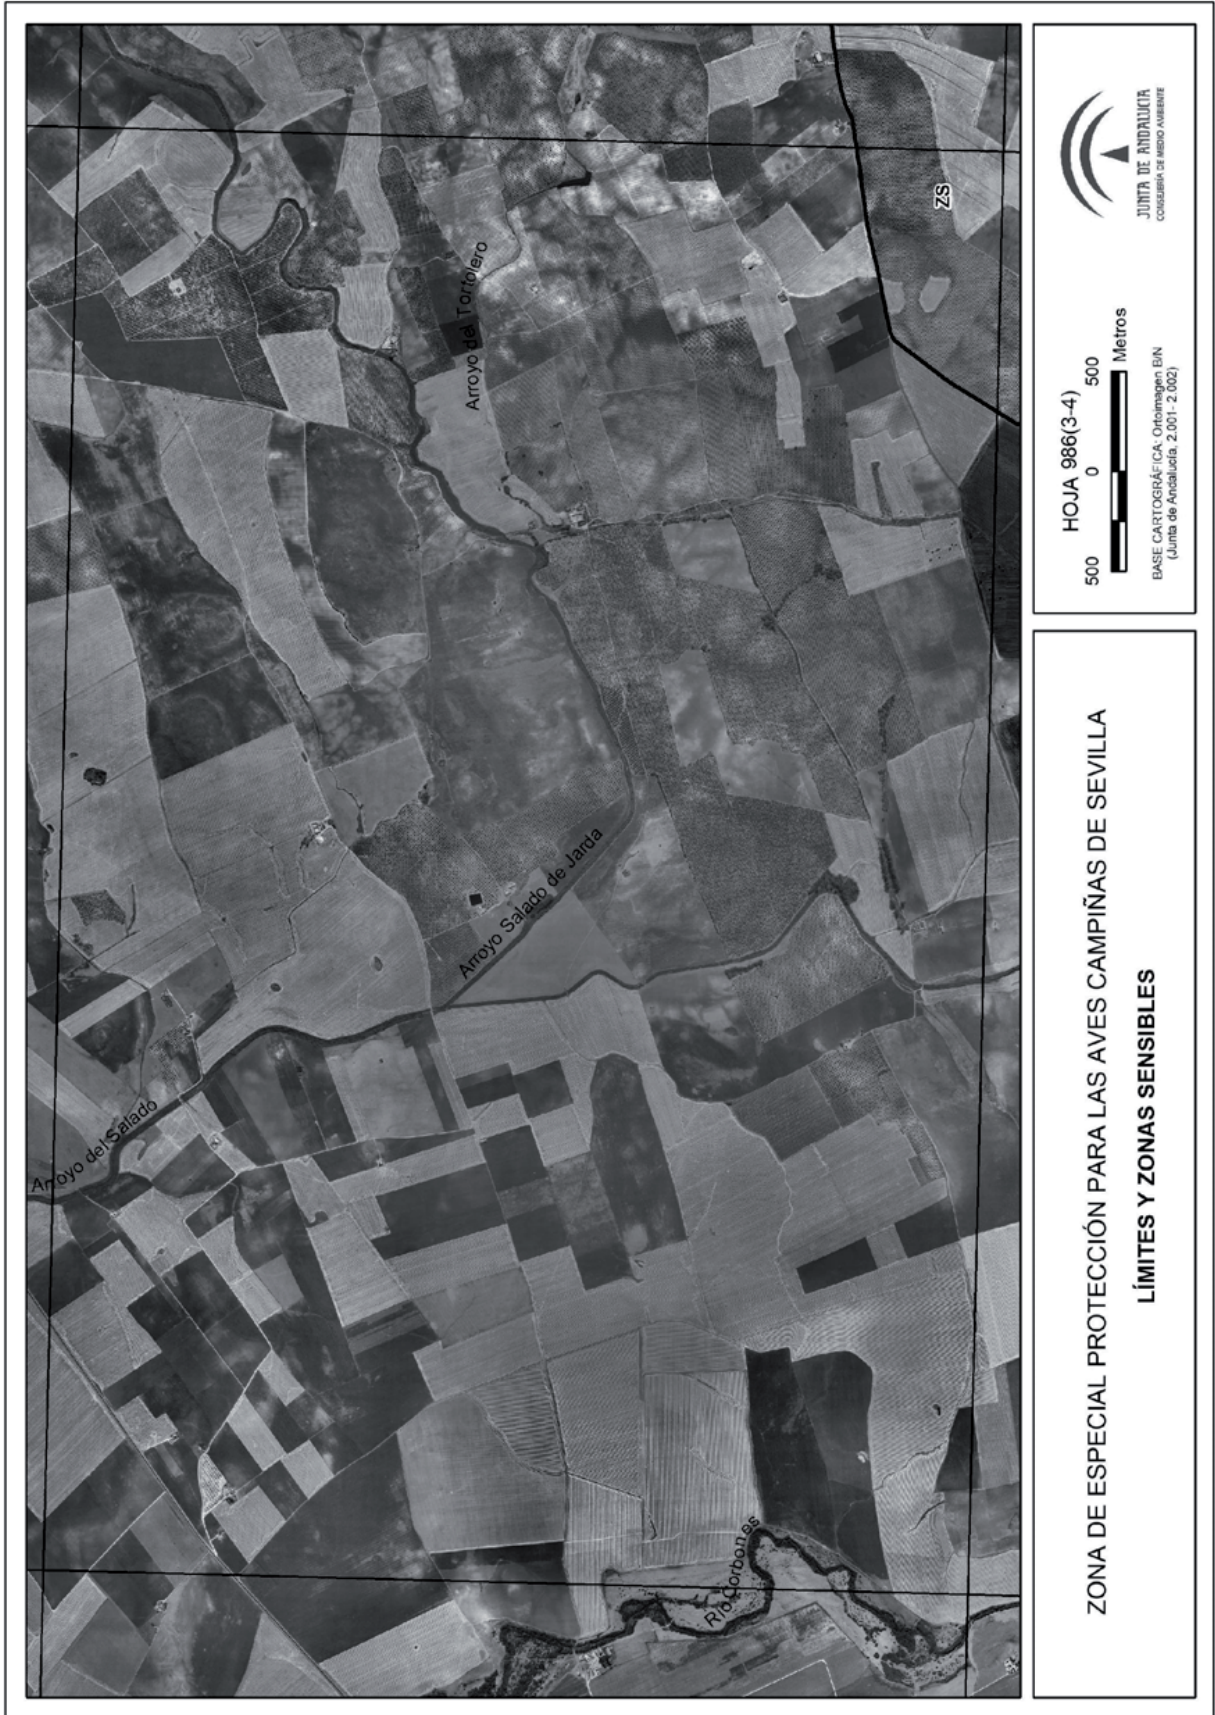 Arroyo del Salado
Arroyo Salado de Jarda
Arroyo del Tortolero
Río Corbones
ZS
ZONA DE ESPECIAL PROTECCIÓN PARA LAS AVES CAMPIÑAS DE SEVILLA
LÍMITES Y ZONAS SENSIBLES
HOJA 986(3-4)
500 0 500
Metros
BASE CARTOGRÁFICA: Ortoimagen B/N
(Junta de Andalucía, 2.001- 2.002)
JUNTA DE ANDALUCIA
CONSEJERÍA DE MEDIO AMBIENTE